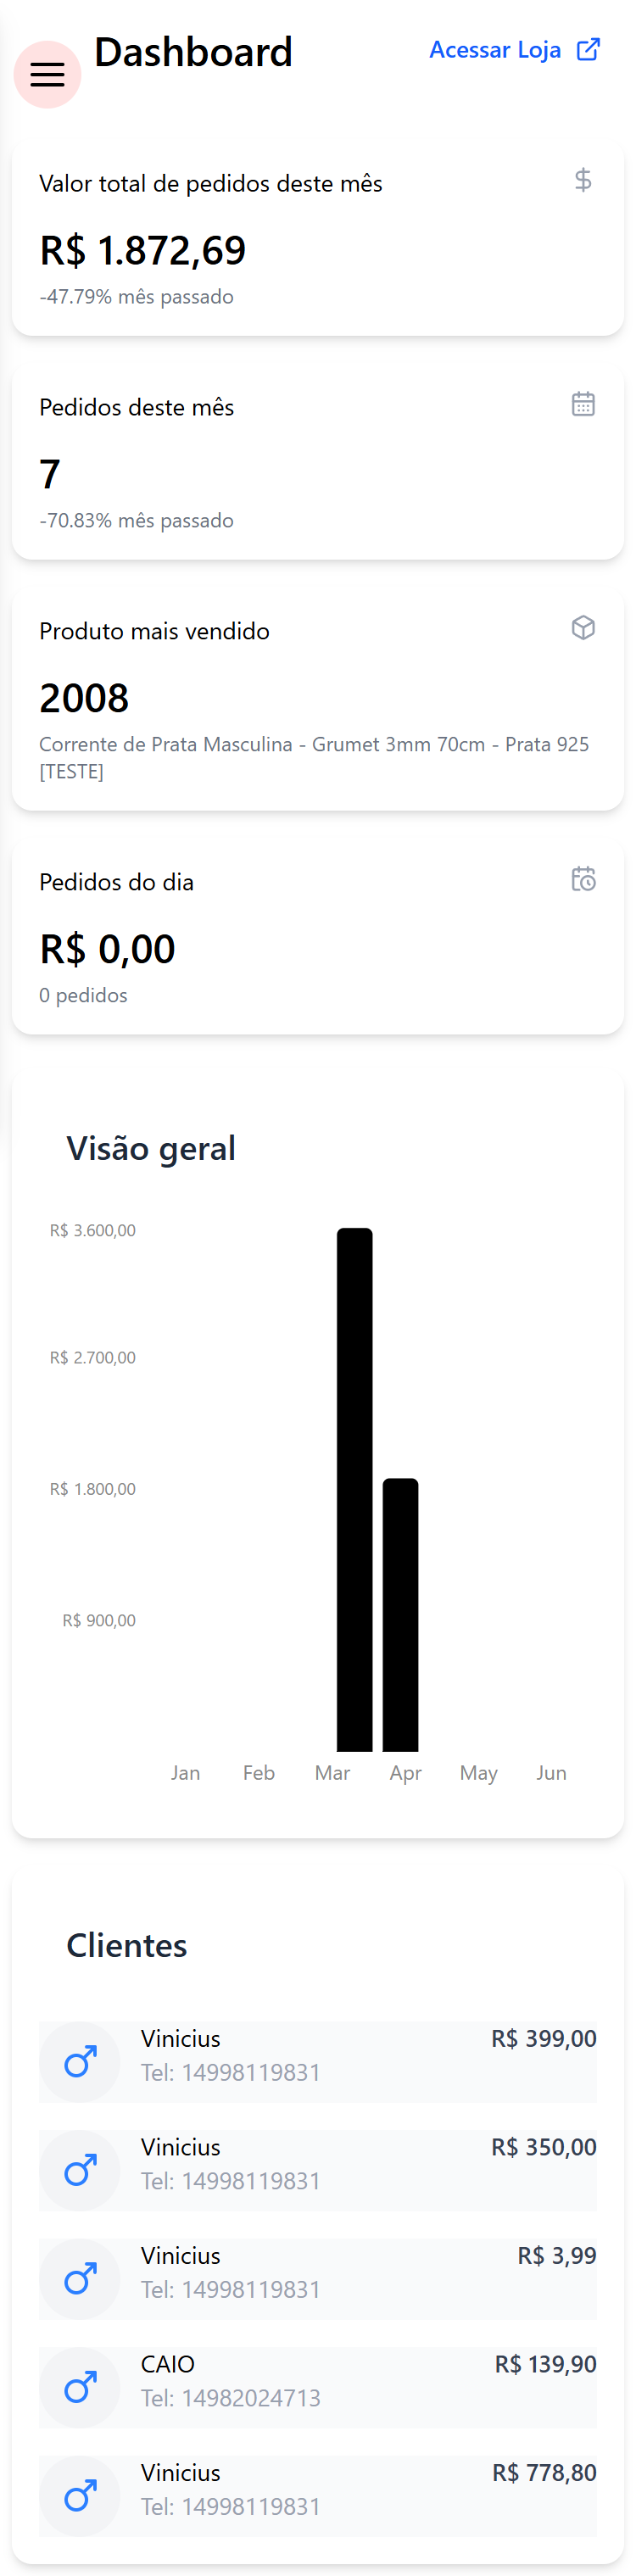 Dashboard
Acessar Loja
Valor total de pedidos deste mês
R$ 1.872,69
-47.79% mês passado
Pedidos deste mês
7
-70.83% mês passado
Produto mais vendido
2008
Corrente de Prata Masculina - Grumet 3mm 70cm - Prata 925
[TESTE]
Pedidos do dia
R$ 0,00
0 pedidos
Visão geral
R$ 3.600,00
R$ 2.700,00
R$ 1.800,00
R$ 900,00
Jan Feb Mar Apr May Jun
Clientes
Vinicius R$ 399,00
Tel: 14998119831
Vinicius R$ 350,00
Tel: 14998119831
Vinicius R$ 3,99
Tel: 14998119831
CAIO R$ 139,90
Tel: 14982024713
Vinicius R$ 778,80
Tel: 14998119831